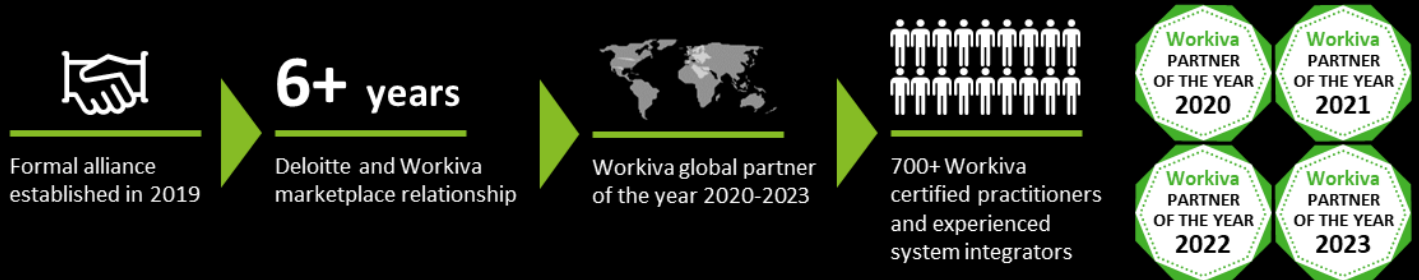 Formal alliance
established in 2019
6+ years
Deloitte and Workiva
marketplace relationship
Workiva global partner
of the year 2020-2023
700+ Workiva
certified practitioners
and experienced
system integrators
Workiva
PARTNER
OF THE YEAR
2020
Workiva
PARTNER
OF THE YEAR
2021
Workiva
PARTNER
OF THE YEAR
2022
Workiva
PARTNER
OF THE YEAR
2023